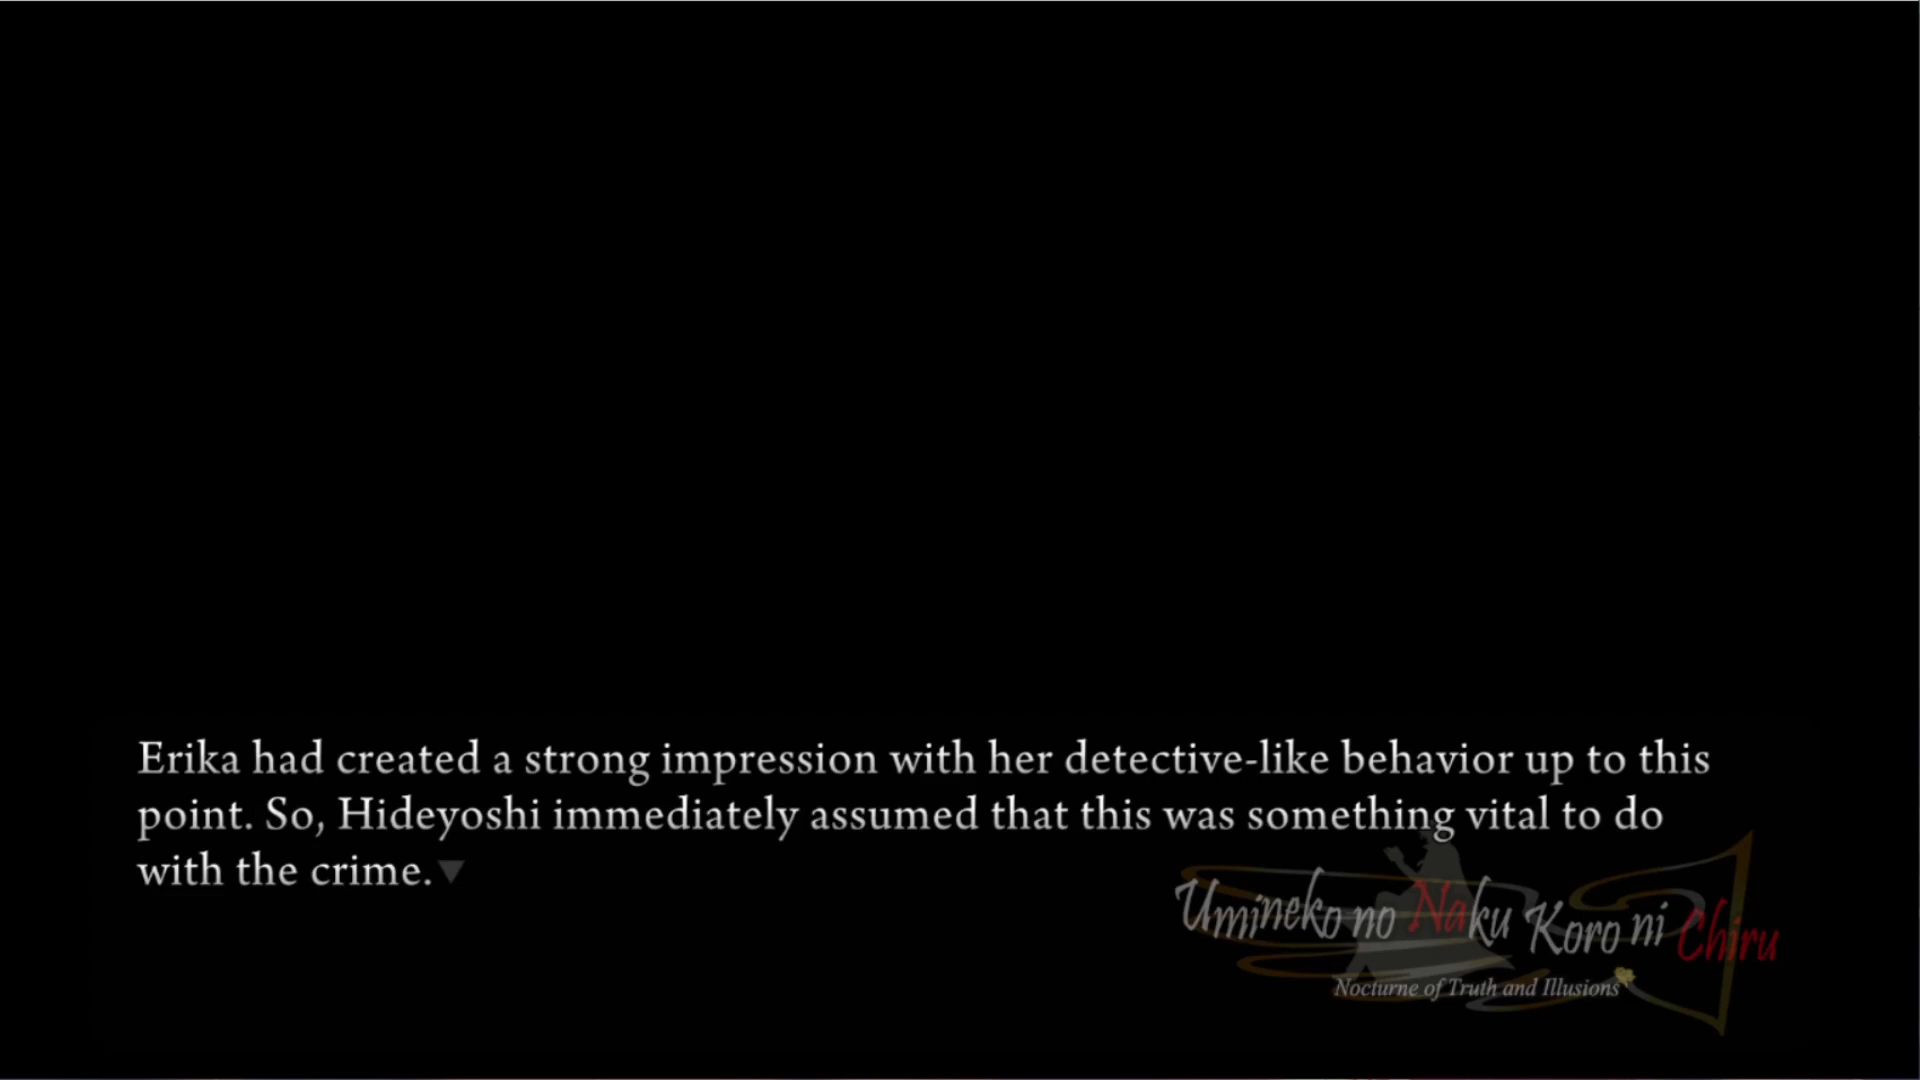 Erika had created a strong impression with her detective-like behavior up to this
point. So, Hideyoshi immediately assumed that this was something vital to do
with the crime.
Umineko no Naku Koro ni Chiru
Nocturne of Truth and Illusions